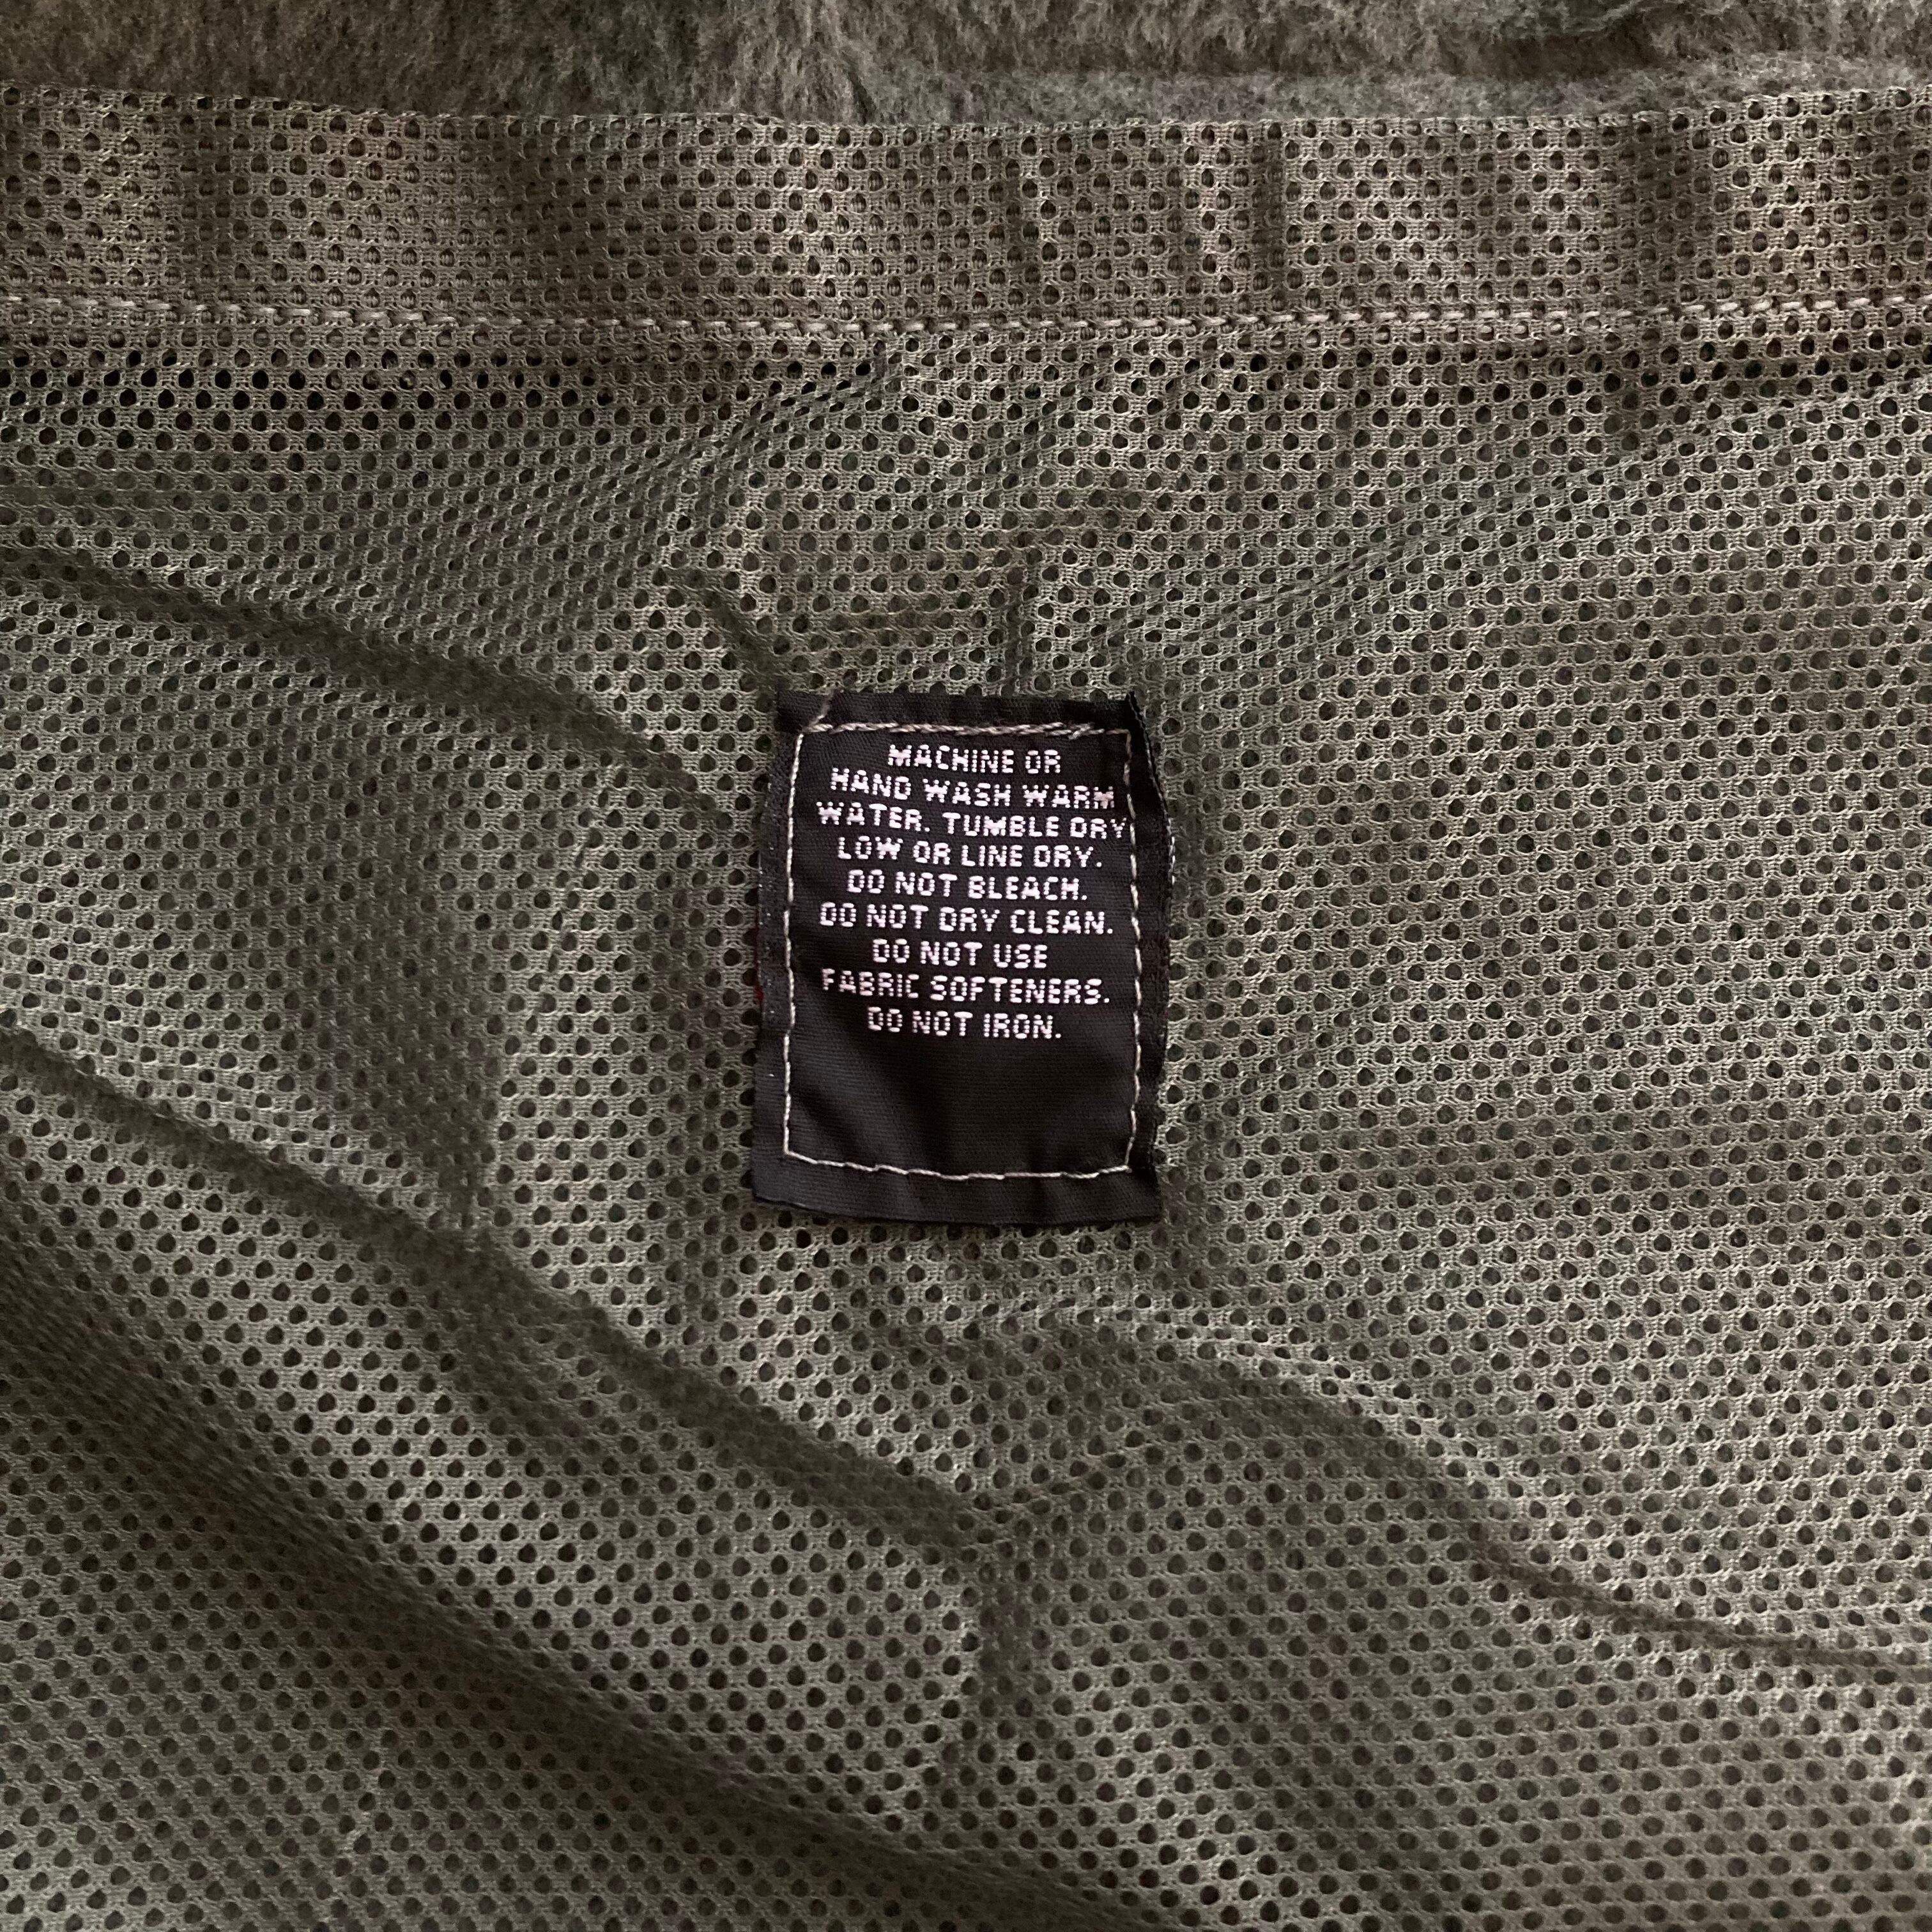 MACHINE OR
HAND WASH WARM
WATER. TUMBLE DRY
LOW OR LINE DRY.
DO NOT BLEACH.
DO NOT DRY CLEAN.
DO NOT USE
FABRIC SOFTENERS.
DO NOT IRON.